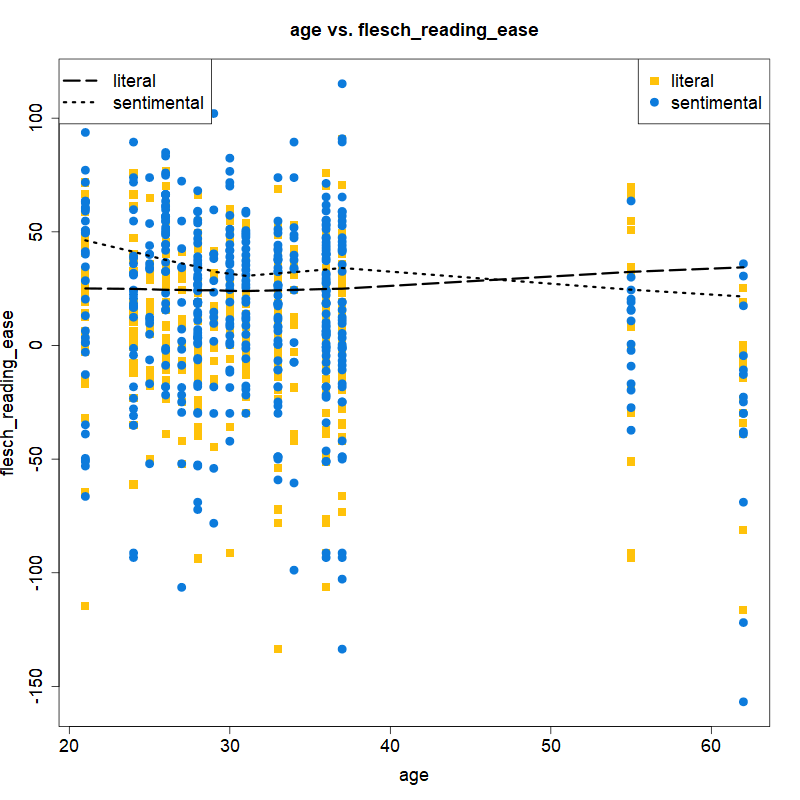 age vs. flesch_reading_ease
literal
sentimental
literal
sentimental
flesch_reading_ease
100
50
0
-50
-100
-150
20
30
40
50
60
age